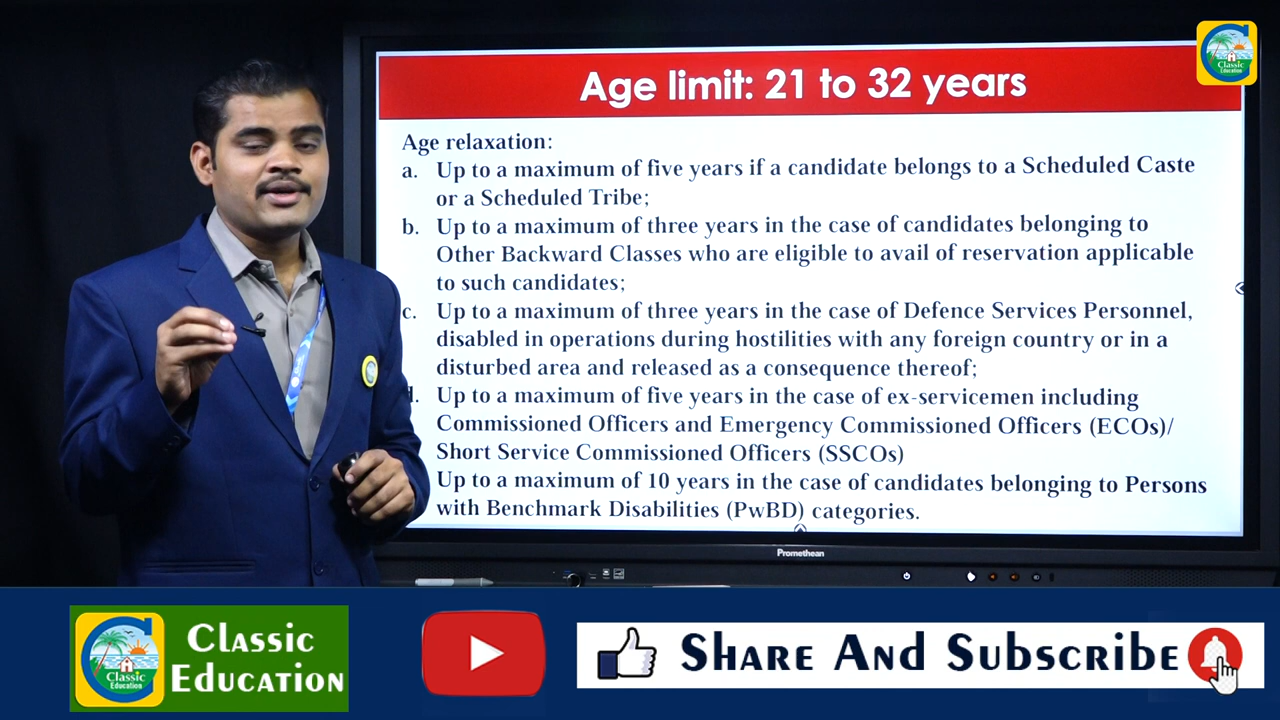 Classic
Education
Age limit: 21 to 32 years
Age relaxation:
a. Up to a maximum of five years if a candidate belongs to a Scheduled Caste
or a Scheduled Tribe;
b. Up to a maximum of three years in the case of candidates belonging to
Other Backward Classes who are eligible to avail of reservation applicable
to such candidates;
c. Up to a maximum of three years in the case of Defence Services Personnel,
disabled in operations during hostilities with any foreign country or in a
disturbed area and released as a consequence thereof;
d. Up to a maximum of five years in the case of ex-servicemen including
Commissioned Officers and Emergency Commissioned Officers (ECOs)/
Short Service Commissioned Officers (SSCOs)
Up to a maximum of 10 years in the case of candidates belonging to Persons
with Benchmark Disabilities (PwBD) categories.
Promethean
Classic
Education
Classic
Education
Share And Subscribe